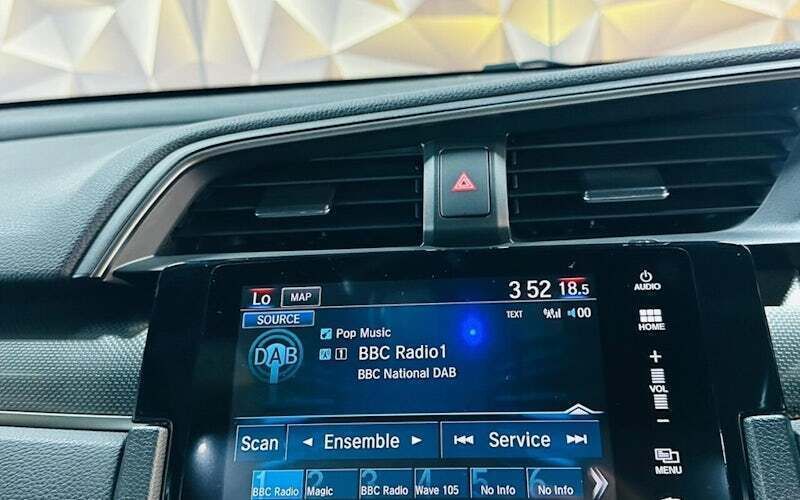 Lo MAP 3 52 18.5
SOURCE TEXT 00
Pop Music
DAB 1 BBC Radio1
BBC National DAB
Scan Ensemble Service
1 2 3 4 5 6
BBC Radio Magic BBC Radio Wave 105 No Info No Info
AUDIO
HOME
+
VOL
-
MENU